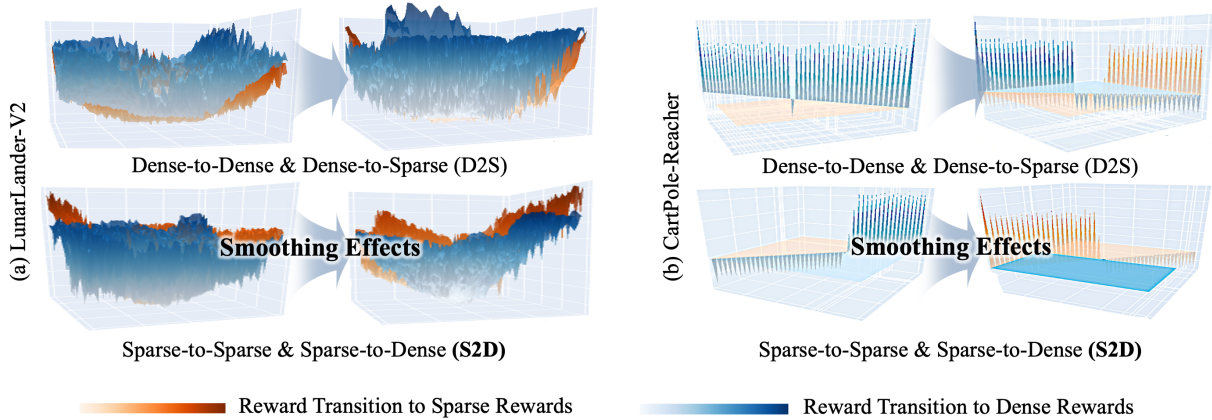 (a) LunarLander-V2
Dense-to-Dense & Dense-to-Sparse (D2S)
Smoothing Effects
Sparse-to-Sparse & Sparse-to-Dense (S2D)
(b) CartPole-Reacher
Dense-to-Dense & Dense-to-Sparse (D2S)
Smoothing Effects
Sparse-to-Sparse & Sparse-to-Dense (S2D)
Reward Transition to Sparse Rewards
Reward Transition to Dense Rewards